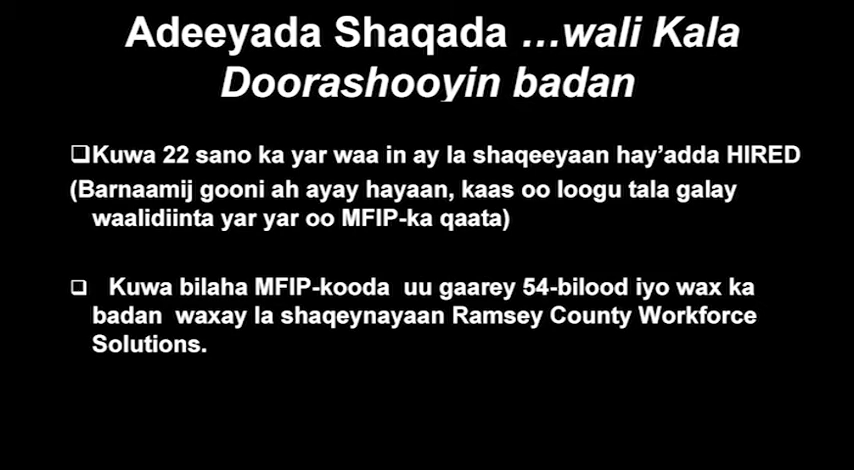 Adeeyada Shaqada ...wali Kala
Doorashooyin badan
❑Kuwa 22 sano ka yar waa in ay la shaqeeyaan hay'adda HIRED
(Barnaamij gooni ah ayay hayaan, kaas oo loogu tala galay
waalidiinta yar yar oo MFIP-ka qaata)
❑ Kuwa bilaha MFIP-kooda uu gaarey 54-bilood iyo wax ka
badan waxay la shaqeynayaan Ramsey County Workforce
Solutions.